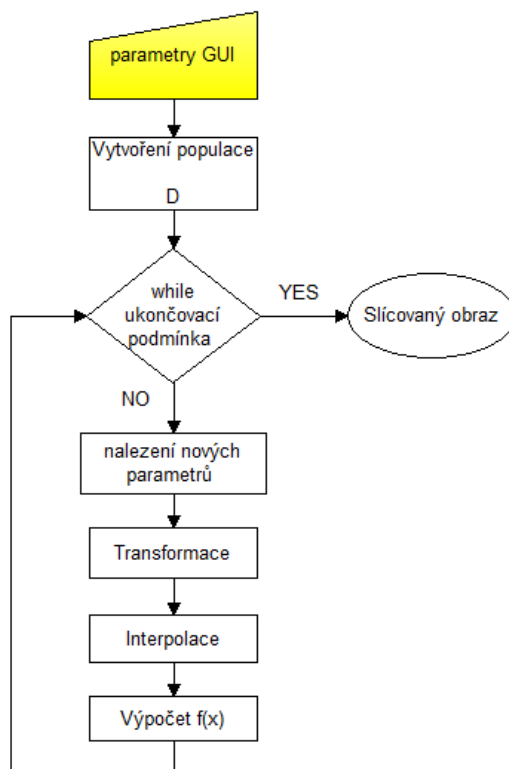 parametry GUI
Vytvoření populace
D
while
ukončovací
podmínka
YES
Slícovaný obraz
NO
nalezení nových
parametrů
Transformace
Interpolace
Výpočet f(x)